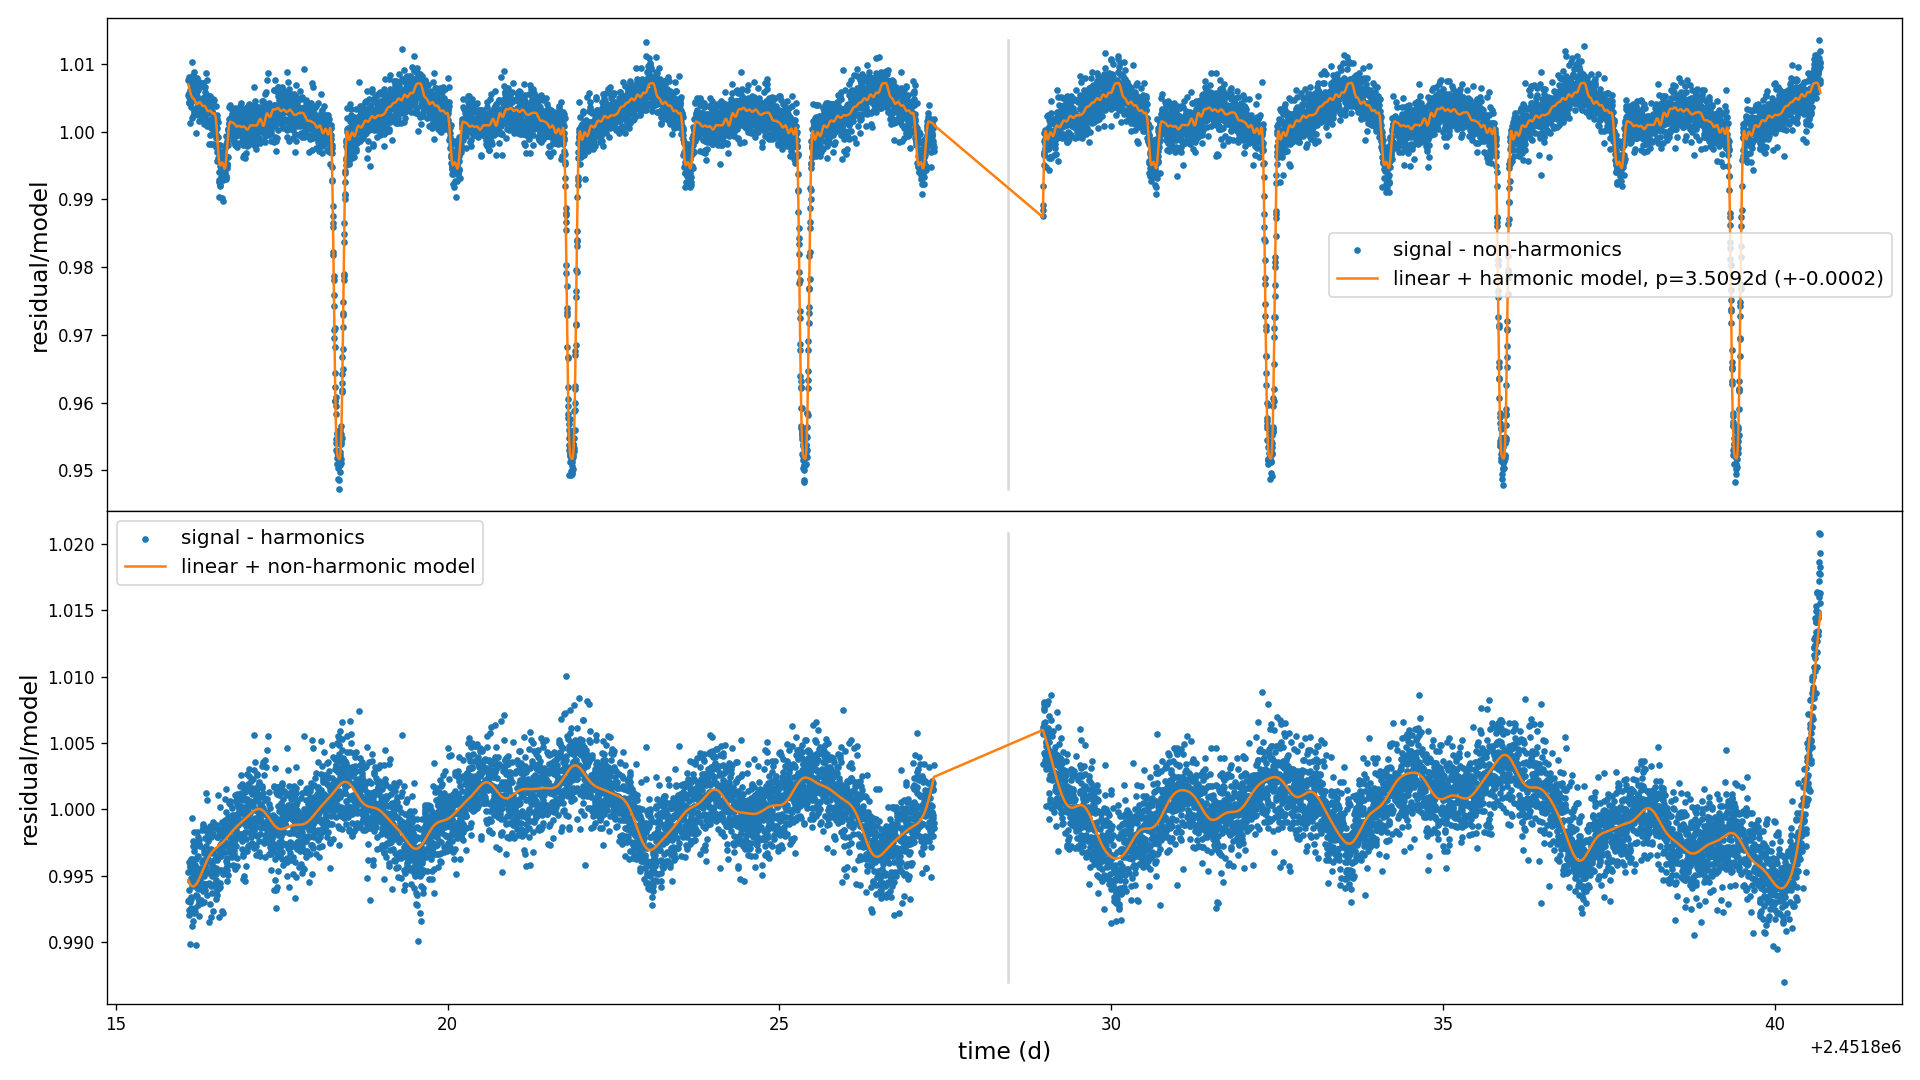 1.01
1.00
0.99
0.98
0.97
0.96
0.95
residual/model
signal - non-harmonics
linear + harmonic model, p=3.5092d (+-0.0002)
signal - harmonics
linear + non-harmonic model
1.020
1.015
1.010
1.005
1.000
0.995
0.990
residual/model
15
20
25
30
35
40
time (d)
+2.4518e6